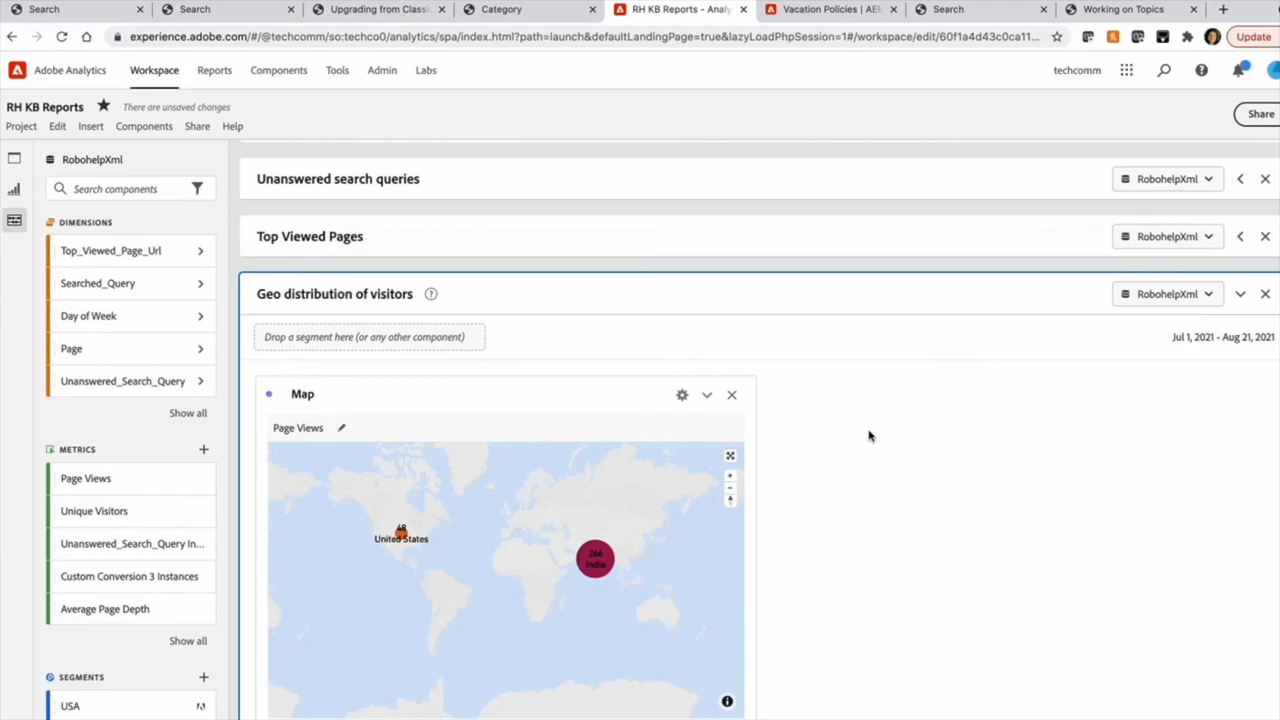 Search
Search
Upgrading from Classi
Category
RH KB Reports - Analy
Vacation Policies | AEM
Search
Working on Topics
experience.adobe.com/#/@techcomm/so:techco0/analytics/spa/index.html?path=launch&defaultLandingPage=true&lazyLoadPhpSession=1#/workspace/edit/60f1a4d43c0ca11...
Update
Adobe Analytics
Workspace
Reports
Components
Tools
Admin
Labs
techcomm
RH KB Reports
There are unsaved changes
Project
Edit
Insert
Components
Share
Help
Share
RobohelpXml
Search components
DIMENSIONS
Top_Viewed_Page_Url
Searched_Query
Day of Week
Page
Unanswered_Search_Query
Show all
METRICS
Page Views
Unique Visitors
Unanswered_Search_Query In...
Custom Conversion 3 Instances
Average Page Depth
Show all
SEGMENTS
USA
Unanswered search queries
RobohelpXml
Top Viewed Pages
RobohelpXml
Geo distribution of visitors
RobohelpXml
Drop a segment here (or any other component)
Jul 1, 2021 - Aug 21, 2021
Map
Page Views
68
United States
266
India